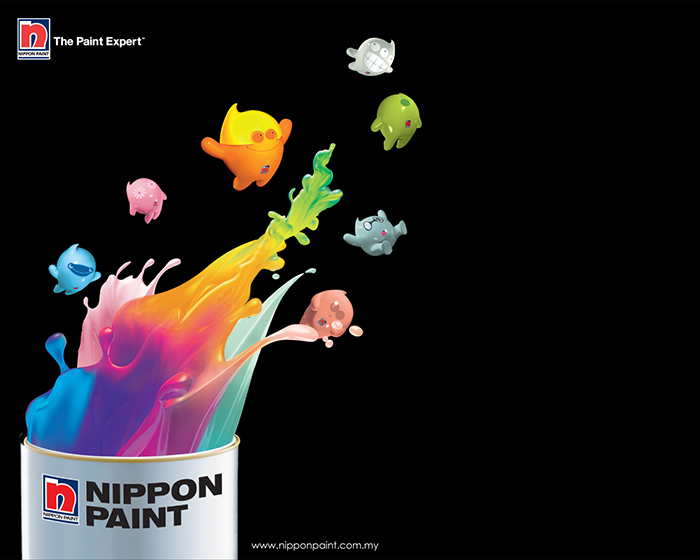 n
NIPPON PAINT
The Paint Expert™
n
NIPPON PAINT
NIPPON
PAINT
www.nipponpaint.com.my